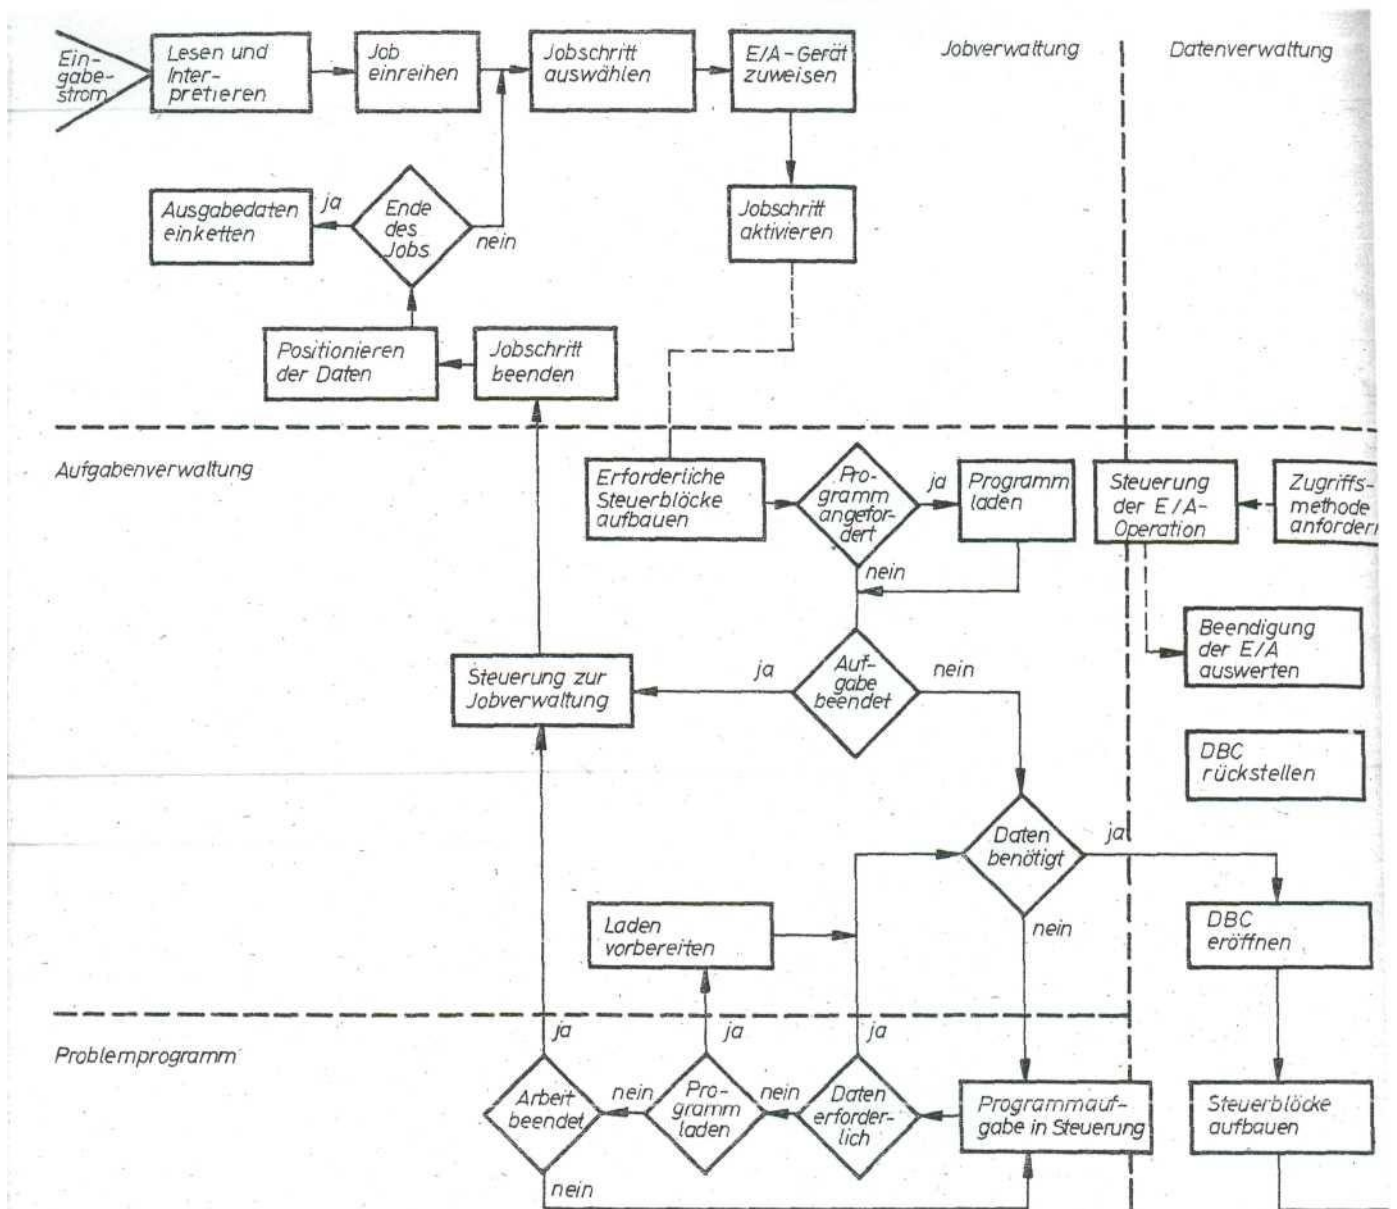 Ein-
gabe-
strom
Lesen und
Inter-
pretieren
Job
einreihen
Jobschritt
auswählen
E/A-Gerät
zuweisen
Jobverwaltung
Datenverwaltung
Ausgabedaten
einketten
ja
Ende
des
Jobs
nein
Jobschritt
aktivieren
Positionieren
der Daten
Jobschritt
beenden
Aufgabenverwaltung
Erforderliche
Steuerblöcke
aufbauen
Pro-
gramm
angefor-
dert
ja
Programm
laden
Steuerung
der E/A-
Operation
Zugriffs-
methode
anfordern
nein
Beendigung
der E/A
auswerten
Steuerung zur
Jobverwaltung
ja
Auf-
gabe
beendet
nein
DBC
rückstellen
Daten
benötigt
ja
Laden
vorbereiten
nein
DBC
eröffnen
ja
ja
ja
Problemprogramm
Arbeit
beendet
nein
Pro-
gramm
laden
nein
Daten
erforder-
lich
Programmauf-
gabe in Steuerung
Steuerblöcke
aufbauen
nein